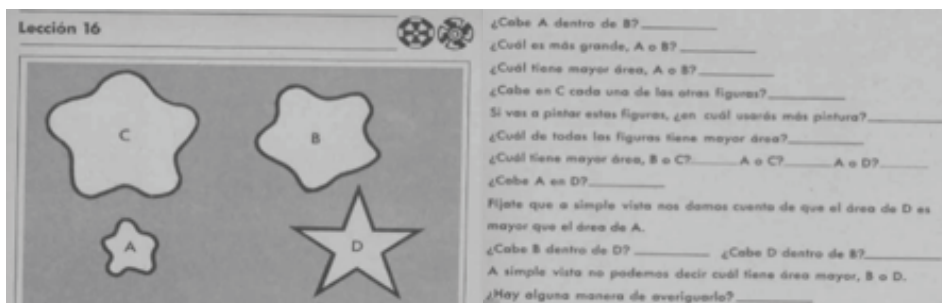 Lección 16
C
B
A
D
¿Cabe A dentro de B?
¿Cuál es más grande, A o B?
¿Cuál tiene mayor área, A o B?
¿Cabe en C cada una de las otras figuras?
Si vas a pintar estas figuras, ¿en cuál usarás más pintura?
¿Cuál de todas las figuras tiene mayor área?
¿Cuál tiene mayor área, B o C? A o C? A o D?
¿Cabe A en D?
Fíjate que a simple vista nos damos cuenta de que el área de D es
mayor que el área de A.
¿Cabe B dentro de D? ¿Cabe D dentro de B?
A simple vista no podemos decir cuál tiene área mayor, B o D.
¿Hay alguna manera de averiguarlo?